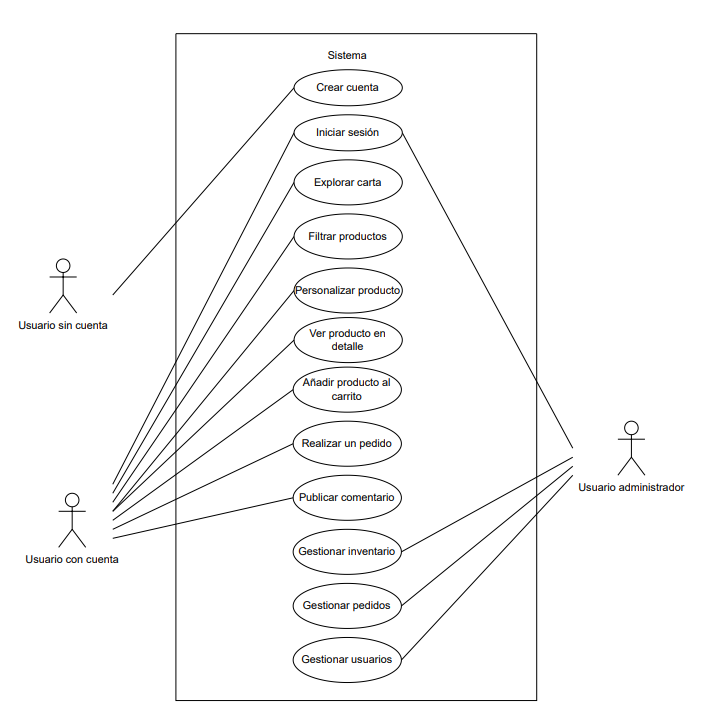 Sistema
Crear cuenta
Iniciar sesión
Explorar carta
Filtrar productos
Personalizar producto
Ver producto en
detalle
Añadir producto al
carrito
Realizar un pedido
Publicar comentario
Gestionar inventario
Gestionar pedidos
Gestionar usuarios
Usuario sin cuenta
Usuario con cuenta
Usuario administrador